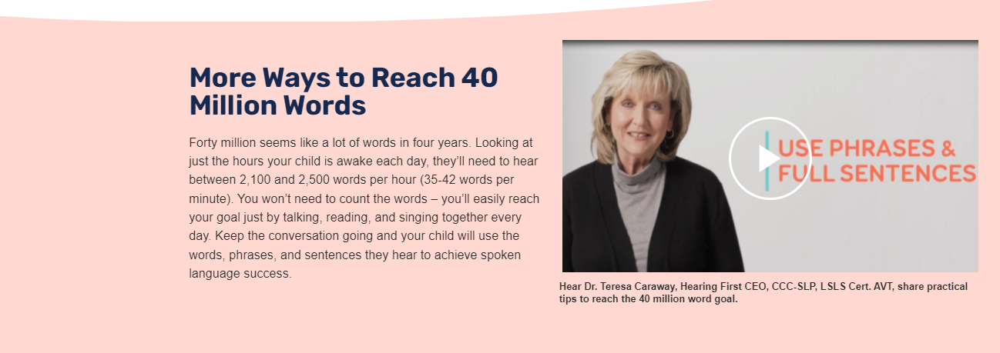 More Ways to Reach 40
Million Words
Forty million seems like a lot of words in four years. Looking at
just the hours your child is awake each day, they’ll need to hear
between 2,100 and 2,500 words per hour (35-42 words per
minute). You won’t need to count the words – you’ll easily reach
your goal just by talking, reading, and singing together every
day. Keep the conversation going and your child will use the
words, phrases, and sentences they hear to achieve spoken
language success.
USE PHRASES &
FULL SENTENCES
Hear Dr. Teresa Caraway, Hearing First CEO, CCC-SLP, LSLS Cert. AVT, share practical
tips to reach the 40 million word goal.